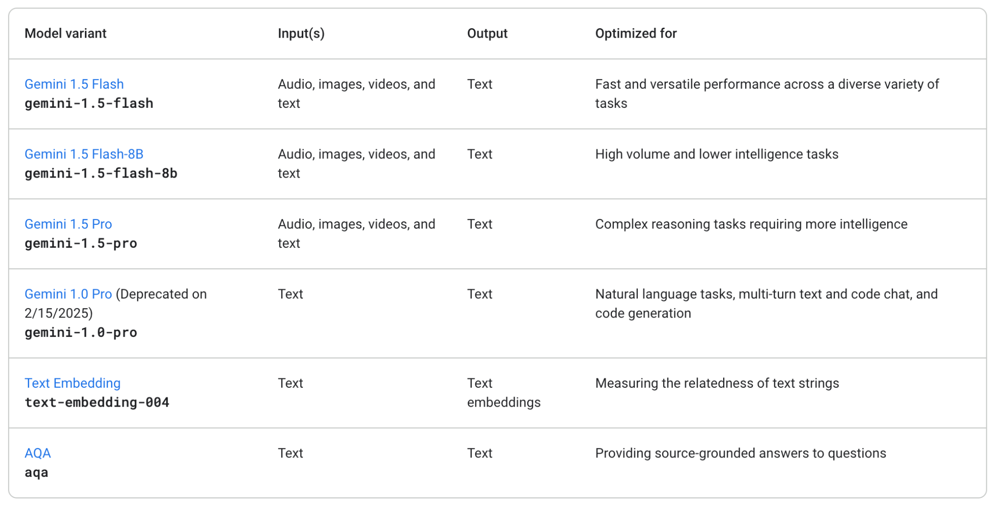 Model variant Input(s) Output Optimized for
Gemini 1.5 Flash Audio, images, videos, and Text Fast and versatile performance across a diverse variety of
gemini-1.5-flash text tasks
Gemini 1.5 Flash-8B Audio, images, videos, and Text High volume and lower intelligence tasks
gemini-1.5-flash-8b text
Gemini 1.5 Pro Audio, images, videos, and Text Complex reasoning tasks requiring more intelligence
gemini-1.5-pro text
Gemini 1.0 Pro (Deprecated on Text Text Natural language tasks, multi-turn text and code chat, and
2/15/2025) code generation
gemini-1.0-pro
Text Embedding Text Text Measuring the relatedness of text strings
text-embedding-004 embeddings
AQA Text Text Providing source-grounded answers to questions
aqa